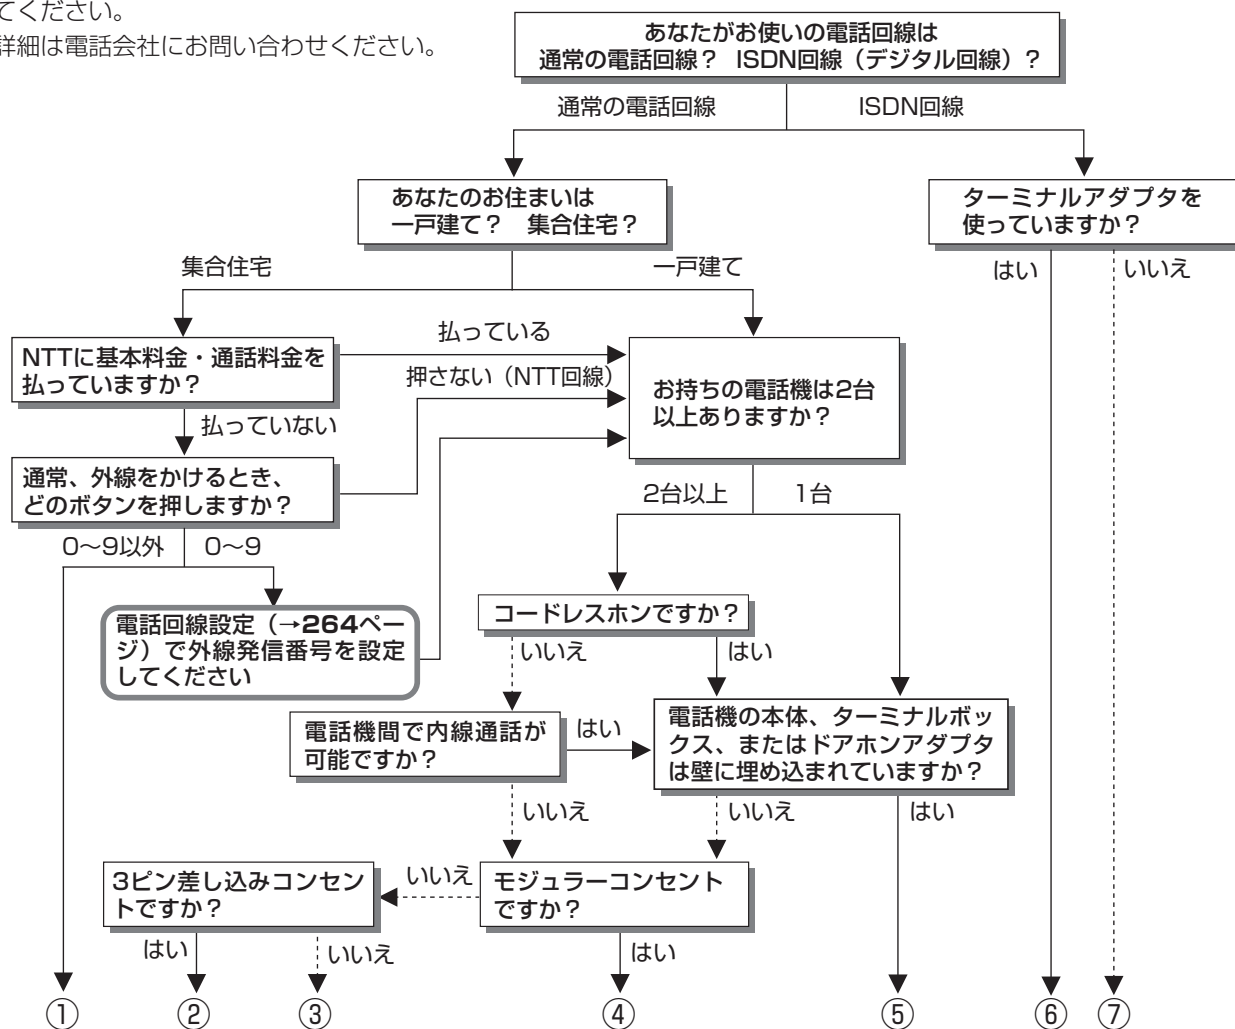 てください。
詳細は電話会社にお問い合わせください。
あなたがお使いの電話回線は
通常の電話回線？ ISDN回線（デジタル回線）？
通常の電話回線
ISDN回線
あなたのお住まいは
一戸建て？ 集合住宅？
ターミナルアダプタを
使っていますか？
集合住宅
一戸建て
はい
いいえ
NTTに基本料金・通話料金を
払っていますか？
払っている
押さない（NTT回線）
お持ちの電話機は2台
以上ありますか？
払っていない
通常、外線をかけるとき、
どのボタンを押しますか？
2台以上
1台
0〜9以外
0〜9
電話回線設定（→264ペー
ジ）で外線発信番号を設定
してください
コードレスホンですか？
いいえ
はい
電話機間で内線通話が
可能ですか？
はい
電話機の本体、ターミナルボッ
クス、またはドアホンアダプタ
は壁に埋め込まれていますか？
いいえ
いいえ
はい
3ピン差し込みコンセン
トですか？
いいえ
モジュラーコンセント
ですか？
はい
いいえ
はい
① ② ③ ④ ⑤ ⑥ ⑦